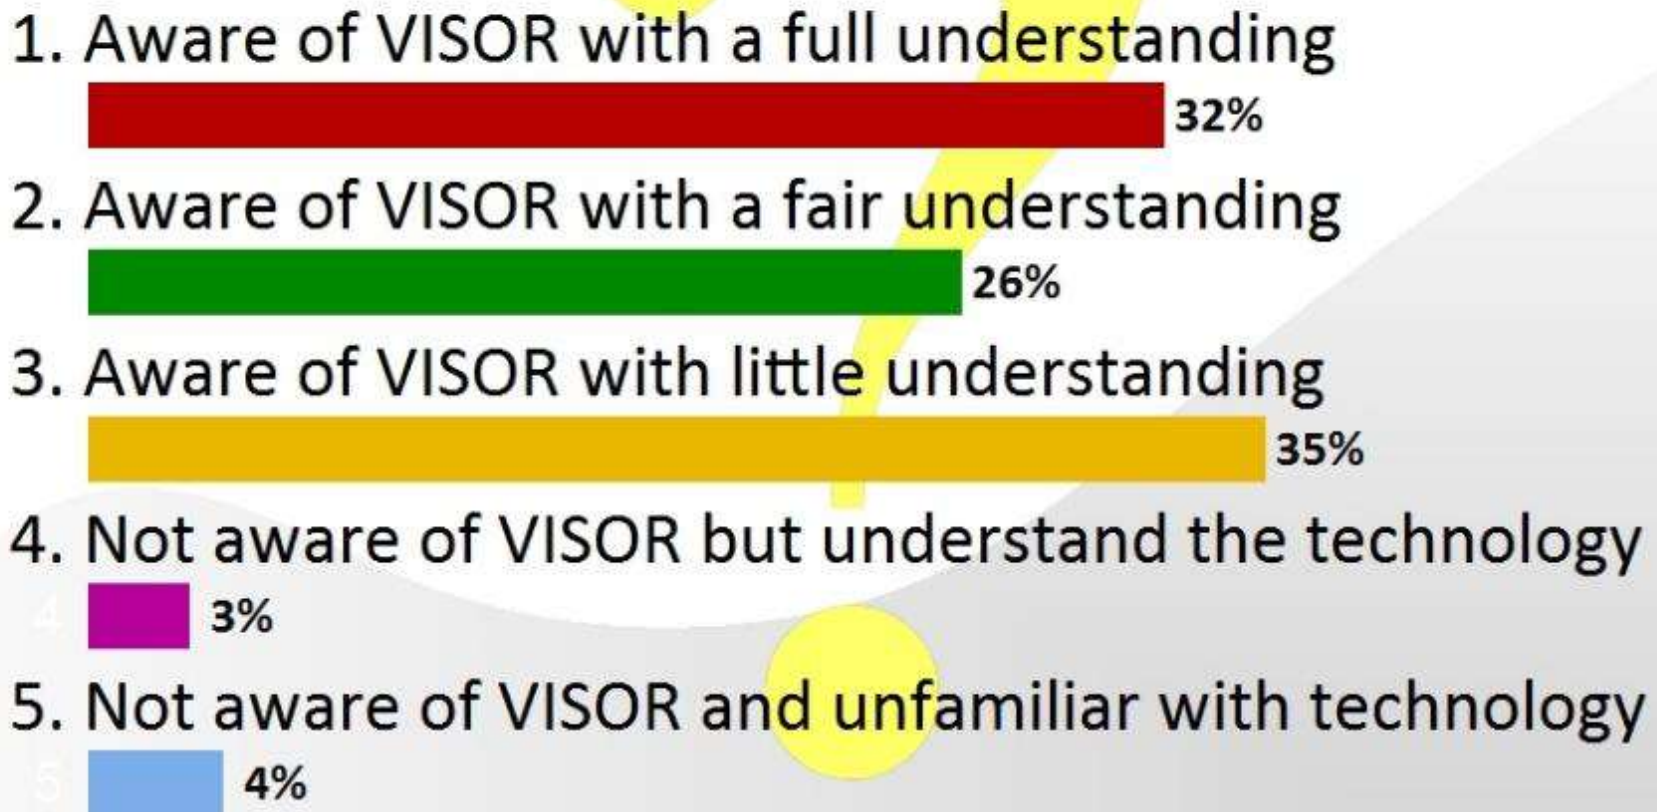 1. Aware of VISOR with a full understanding
32%
2. Aware of VISOR with a fair understanding
26%
3. Aware of VISOR with little understanding
35%
4. Not aware of VISOR but understand the technology
4
3%
5. Not aware of VISOR and unfamiliar with technology
5
4%